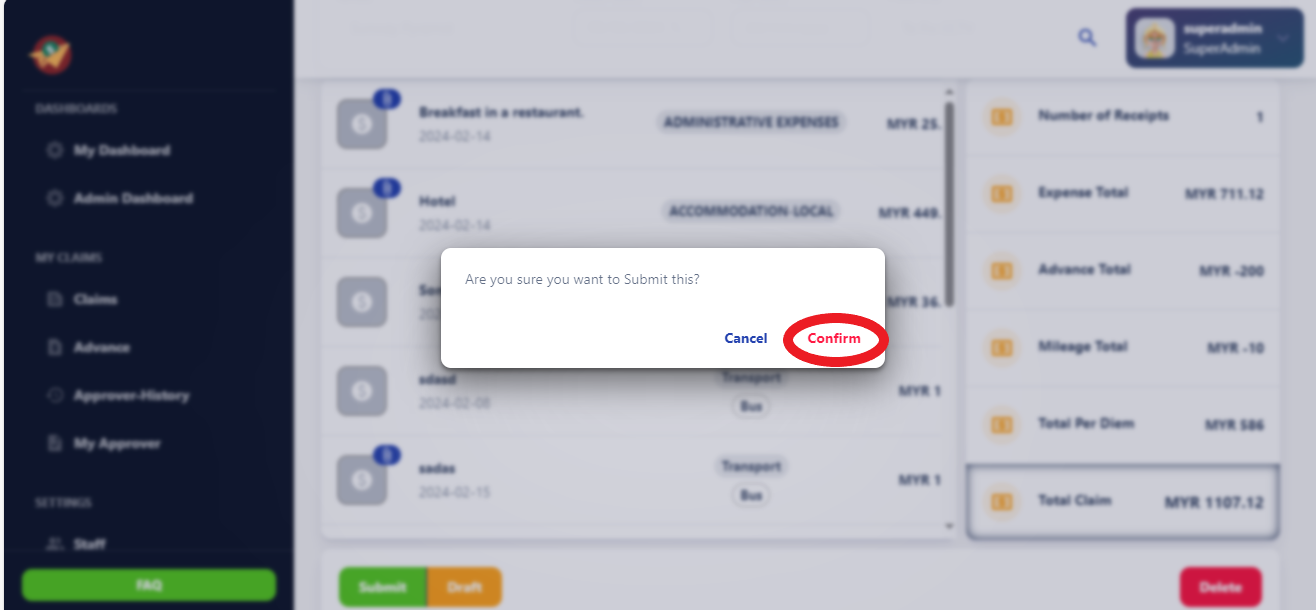 superadmin
SuperAdmin
DASHBOARDS
My Dashboard
Admin Dashboard
MY CLAIMS
Claims
Advance
Approver-History
My Approver
SETTINGS
Staff
FAQ
Breakfast in a restaurant.
2024-02-14
ADMINISTRATIVE EXPENSES
MYR 25.
Hotel
2024-02-14
ACCOMMODATION-LOCAL
MYR 449.
MYR 36.
Are you sure you want to Submit this?
Cancel
Confirm
sdasd
2024-02-08
Transport
Bus
MYR 1
sadas
2024-02-15
Transport
Bus
MYR 1
Number of Receipts
1
Expense Total
MYR 711.12
Advance Total
MYR -200
Mileage Total
MYR -10
Total Per Diem
MYR 586
Total Claim
MYR 1107.12
Submit
Draft
Delete